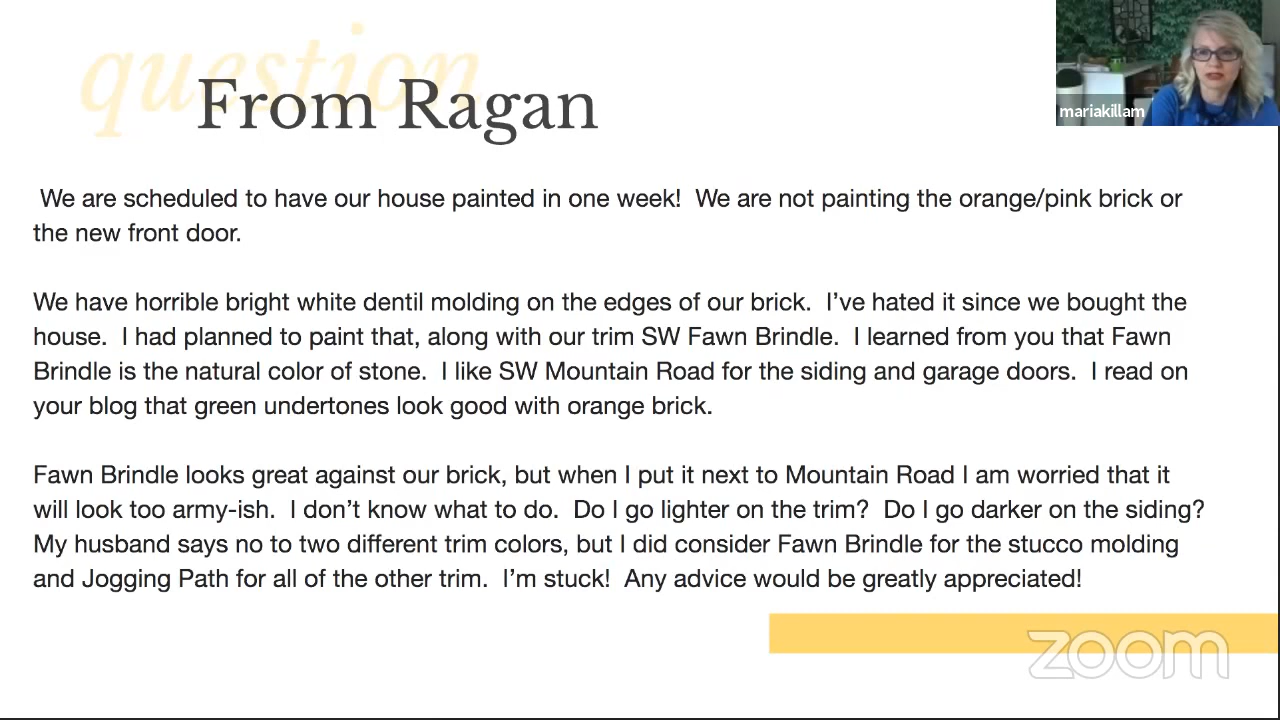 question
From Ragan
mariakillam
We are scheduled to have our house painted in one week!  We are not painting the orange/pink brick or
the new front door.
We have horrible bright white dentil molding on the edges of our brick.  I've hated it since we bought the
house.  I had planned to paint that, along with our trim SW Fawn Brindle.  I learned from you that Fawn
Brindle is the natural color of stone.  I like SW Mountain Road for the siding and garage doors.  I read on
your blog that green undertones look good with orange brick.
Fawn Brindle looks great against our brick, but when I put it next to Mountain Road I am worried that it
will look too army-ish.  I don't know what to do.  Do I go lighter on the trim?  Do I go darker on the siding?
My husband says no to two different trim colors, but I did consider Fawn Brindle for the stucco molding
and Jogging Path for all of the other trim.  I'm stuck!  Any advice would be greatly appreciated!
zoom